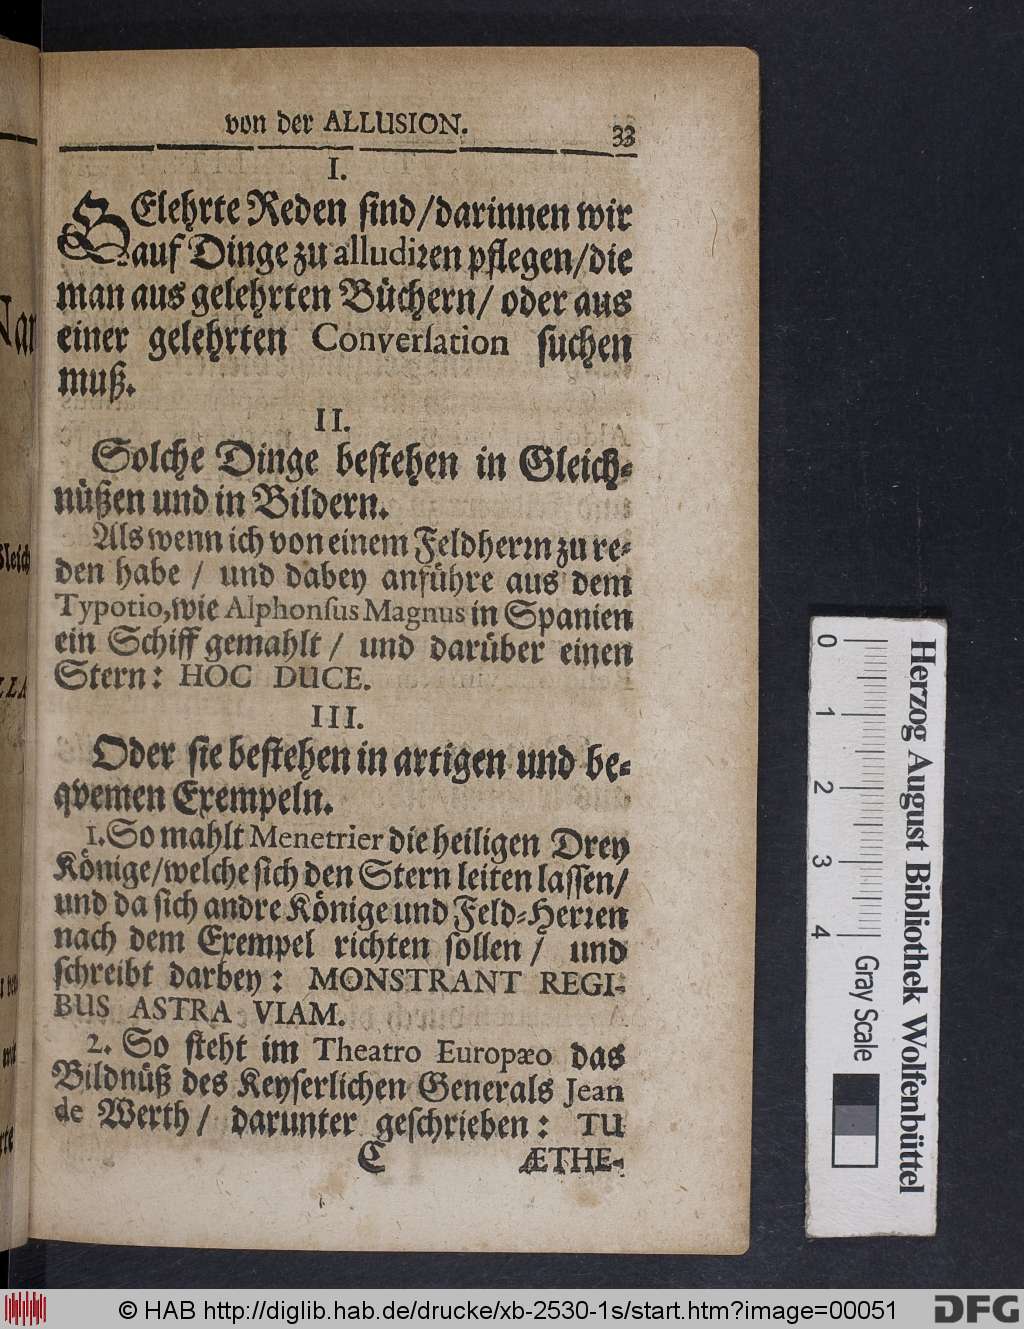 von der ALLUSION. 33
I.
GElehrte Reden sind/darinnen wir
auf Dinge zu alludiren pflegen/die
man aus gelehrten Büchern/ oder aus
einer gelehrten Converſation suchen
muß.
II.
Solche Dinge bestehen in Gleich-
nüßen und in Bildern.
Als wenn ich von einem Feldherrn zu re-
den habe / und dabey anführe aus dem
Typotio, wie Alphonſus Magnus in Spanien
ein Schiff gemahlt / und darüber einen
Stern: HOC DUCE.
III.
Oder sie bestehen in artigen und be-
qvemen Exempeln.
1. So mahlt Menetrier die heiligen Drey
Könige/welche sich den Stern leiten lassen/
und da sich andre Könige und Feld-Herren
nach dem Exempel richten sollen / und
schreibt darbey: MONSTRANT REGI-
BUS ASTRA VIAM.
2. So steht im Theatro Europæo das
Bildnüß des Keyserlichen Generals Jean
de Werth / darunter geschrieben: TU
C ÆTHE-
Nar
Gleich
LLA
0 1 2 3 4
Gray Scale
Herzog August Bibliothek Wolfenbüttel
© HAB http://diglib.hab.de/drucke/xb-2530-1s/start.htm?image=00051
DFG